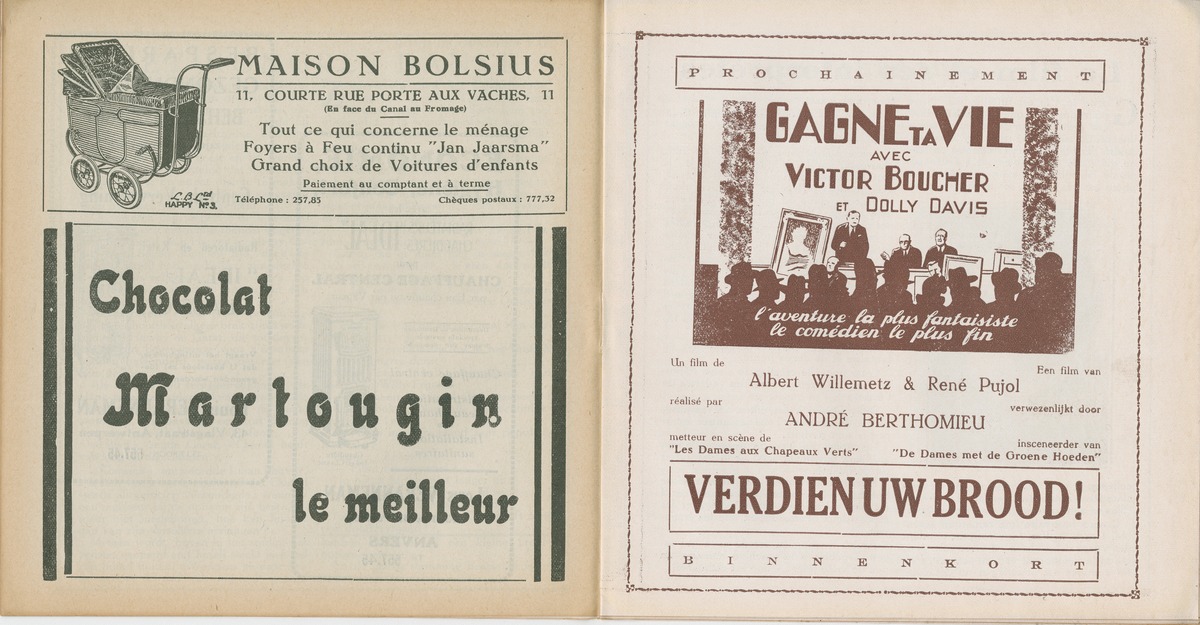 MAISON BOLSIUS
11, COURTE RUE PORTE AUX VACHES, 11
(En face du Canal au Fromage)
Tout ce qui concerne le ménage
Foyers à Feu continu "Jan Jaarsma"
Grand choix de Voitures d'enfants
Paiement au comptant et à terme
Téléphone : 257,85 Chèques postaux : 777,32
L.B Ltd
HAPPY No 3.
Chocolat
Martougin
le meilleur
PROCHAINEMENT
GAGNE TA VIE
AVEC
VICTOR BOUCHER
ET DOLLY DAVIS
l'aventure la plus fantaisiste
le comédien le plus fin
Un film de Een film van
Albert Willemetz & René Pujol
réalisé par verwezenlijkt door
ANDRÉ BERTHOMIEU
metteur en scène de insceneerder van
"Les Dames aux Chapeaux Verts" "De Dames met de Groene Hoeden"
VERDIEN UW BROOD!
BINNENKORT